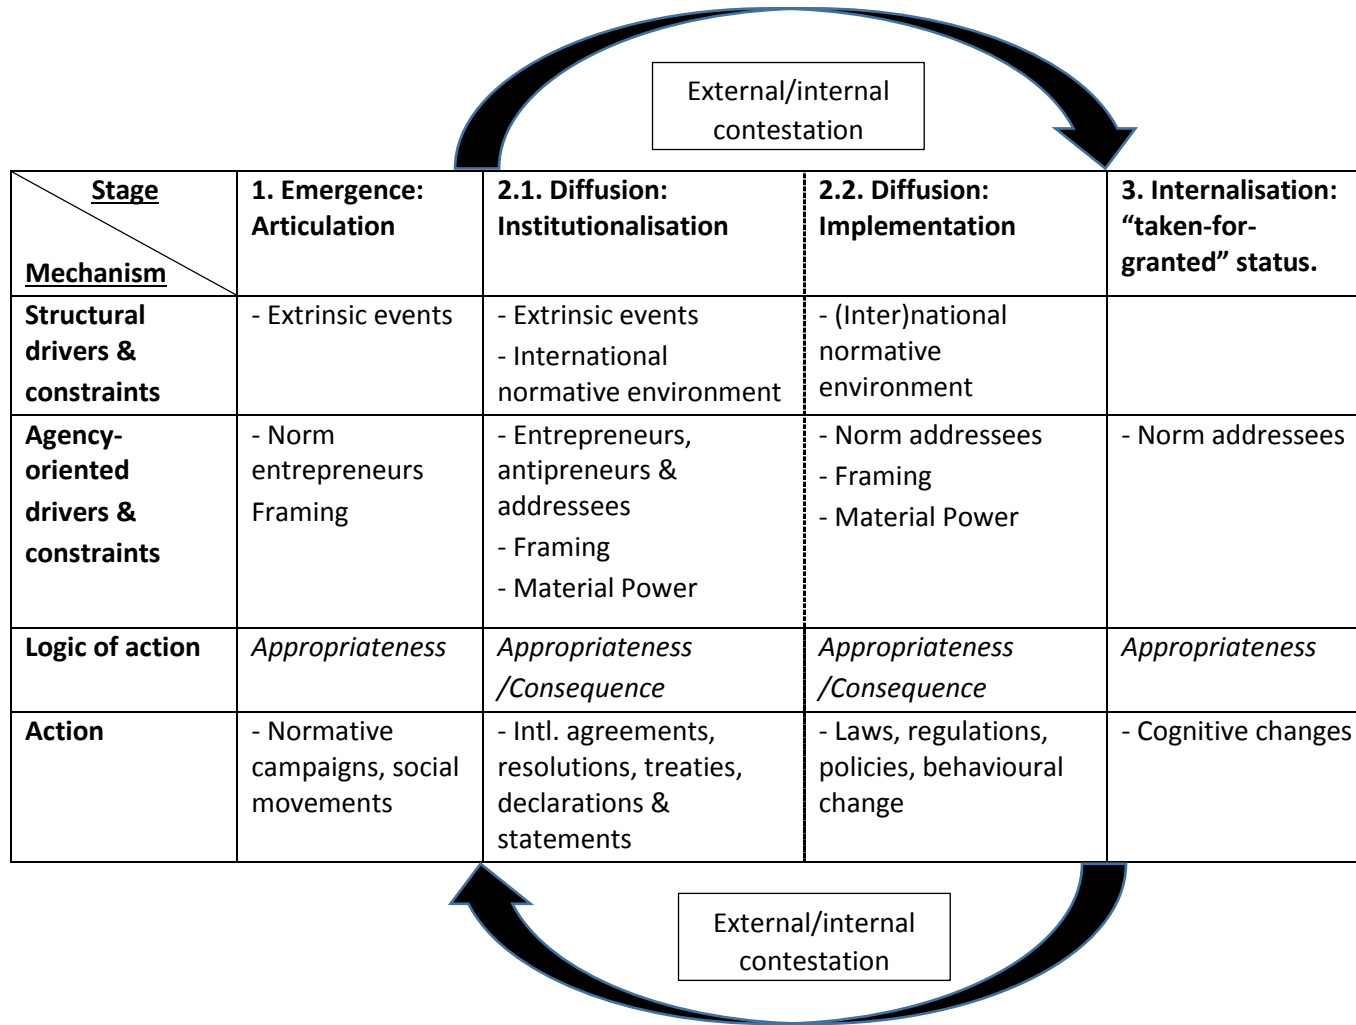 External/internal
contestation
Stage
Mechanism
1. Emergence:
Articulation
2.1. Diffusion:
Institutionalisation
2.2. Diffusion:
Implementation
3. Internalisation:
“taken-for-
granted” status.
Structural
drivers &
constraints
- Extrinsic events
- Extrinsic events
- International
normative environment
- (Inter)national
normative
environment
Agency-
oriented
drivers &
constraints
- Norm
entrepreneurs
Framing
- Entrepreneurs,
antipreneurs &
addressees
- Framing
- Material Power
- Norm addressees
- Framing
- Material Power
- Norm addressees
Logic of action
Appropriateness
Appropriateness
/Consequence
Appropriateness
/Consequence
Appropriateness
Action
- Normative
campaigns, social
movements
- Intl. agreements,
resolutions, treaties,
declarations &
statements
- Laws, regulations,
policies, behavioural
change
- Cognitive changes
External/internal
contestation